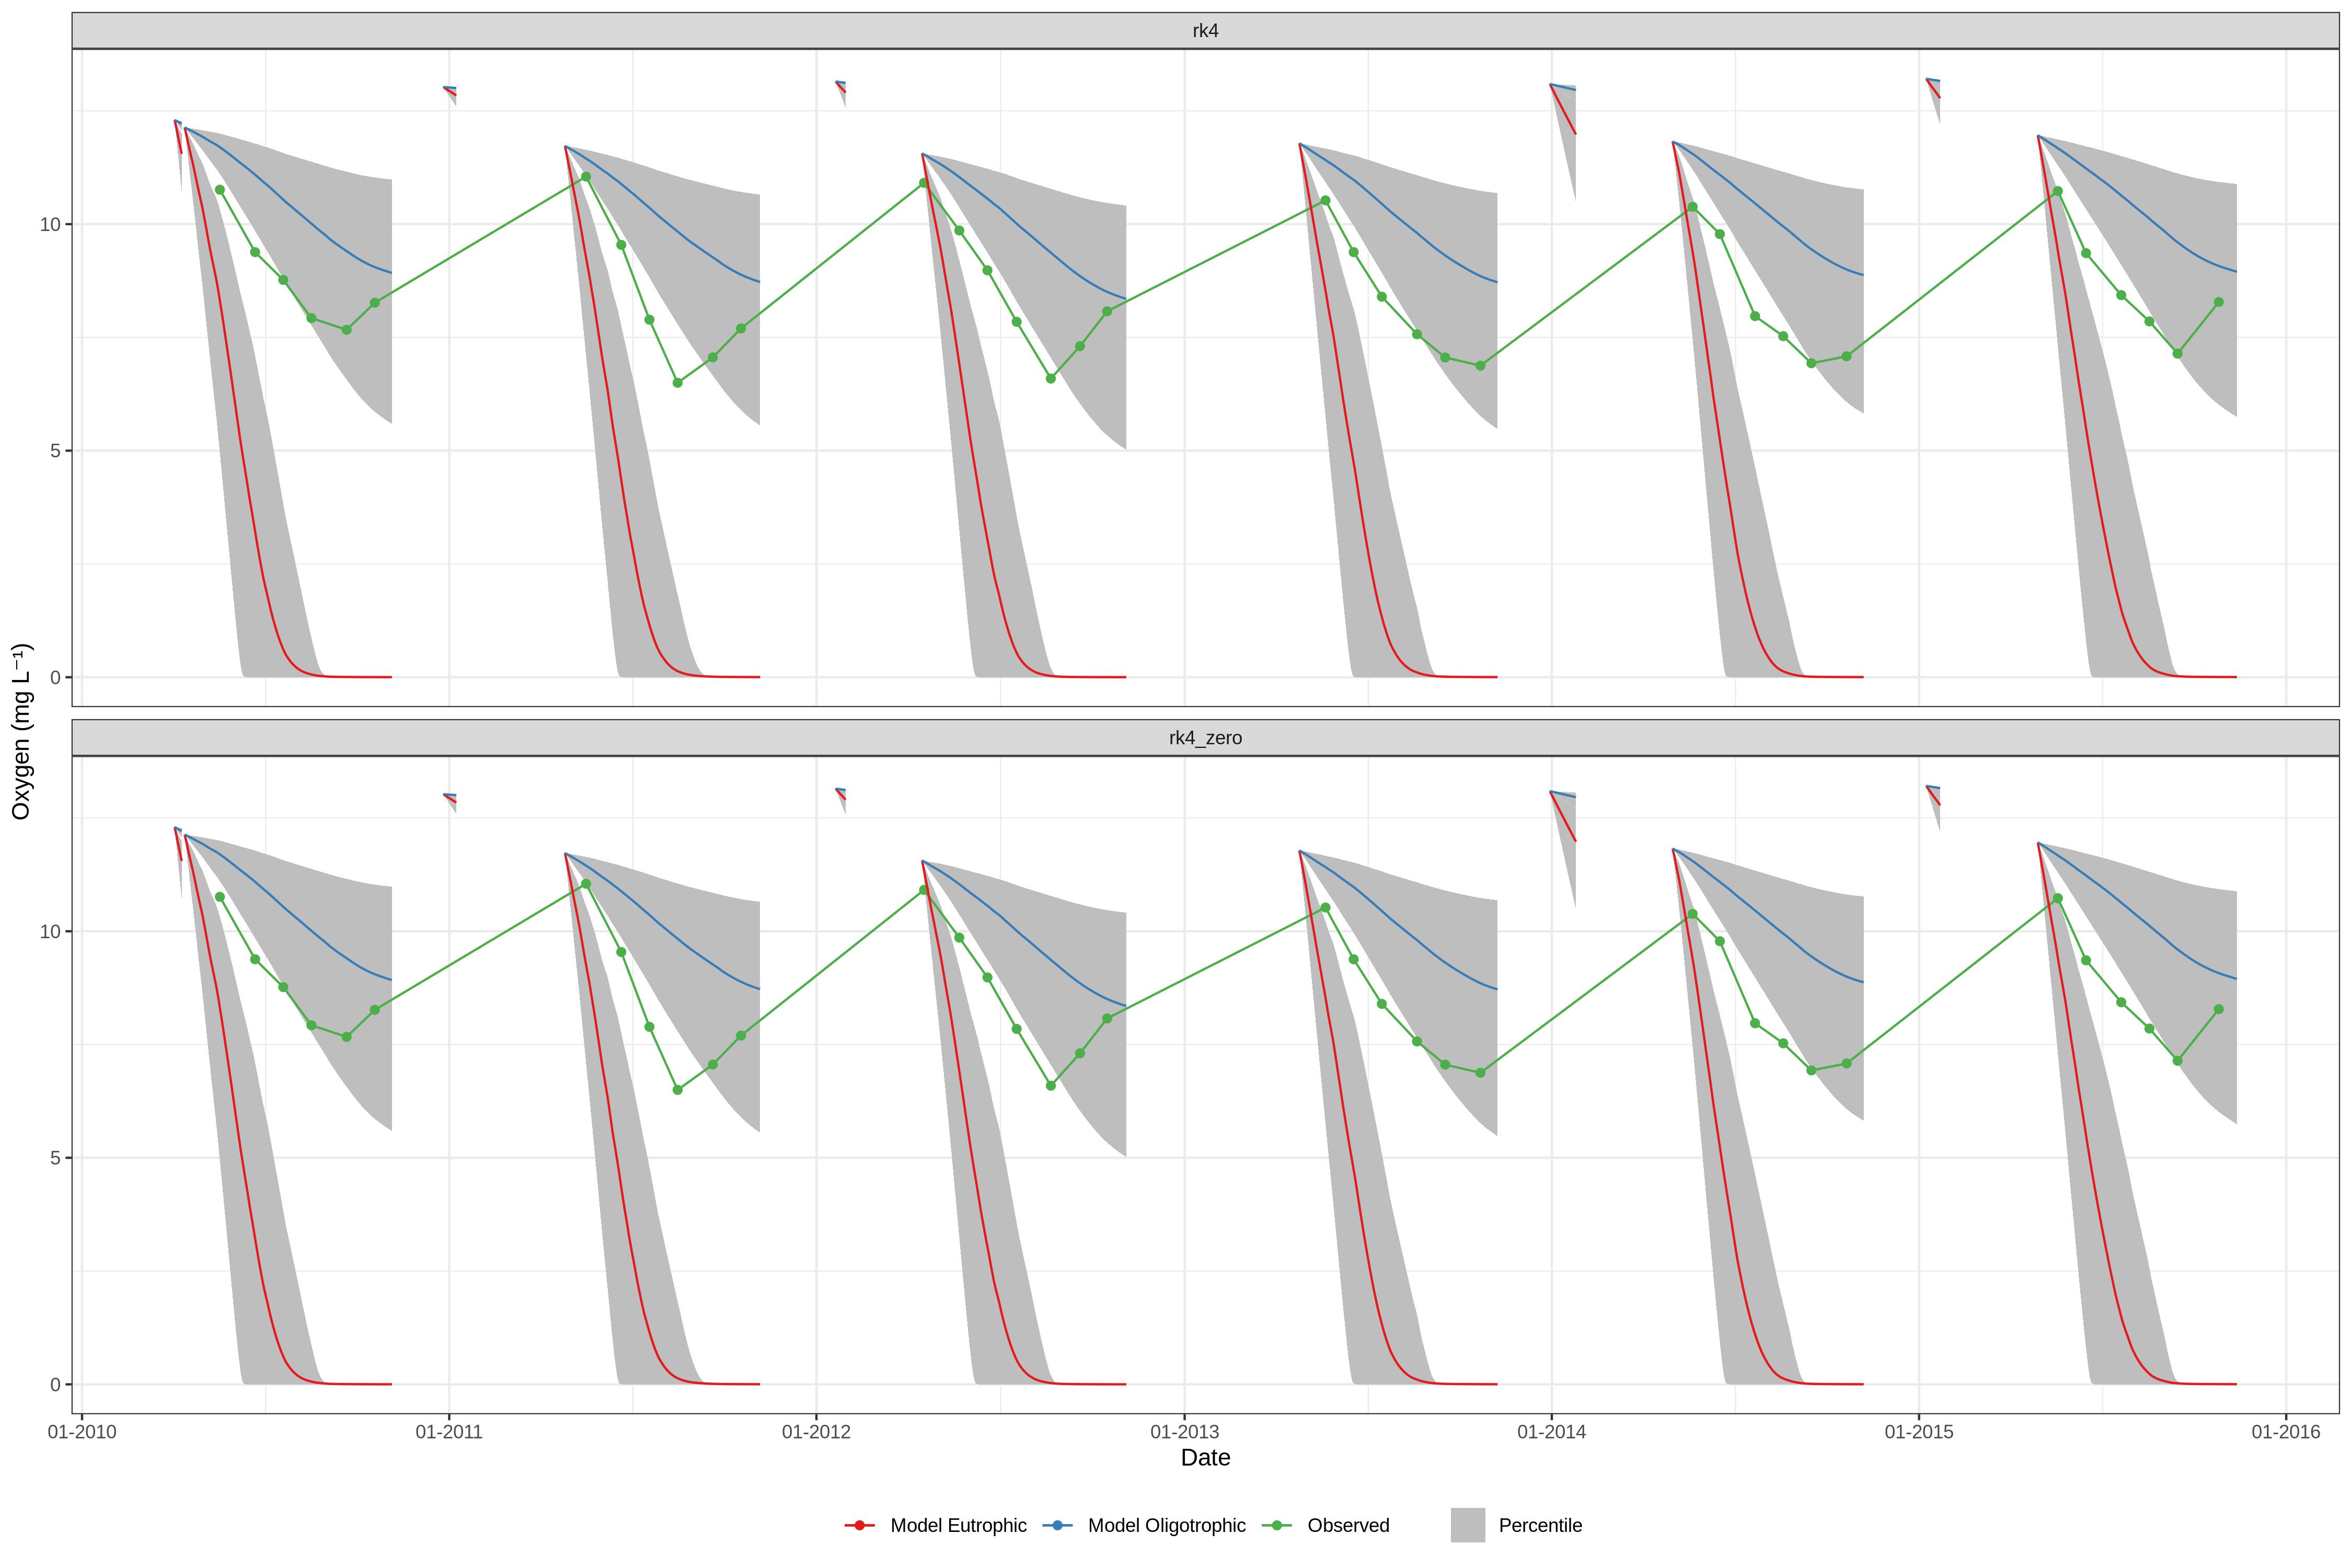 rk4
10
5
0
rk4_zero
10
5
0
Oxygen (mg L⁻¹)
01-2010 01-2011 01-2012 01-2013 01-2014 01-2015 01-2016
Date
Model Eutrophic Model Oligotrophic Observed Percentile